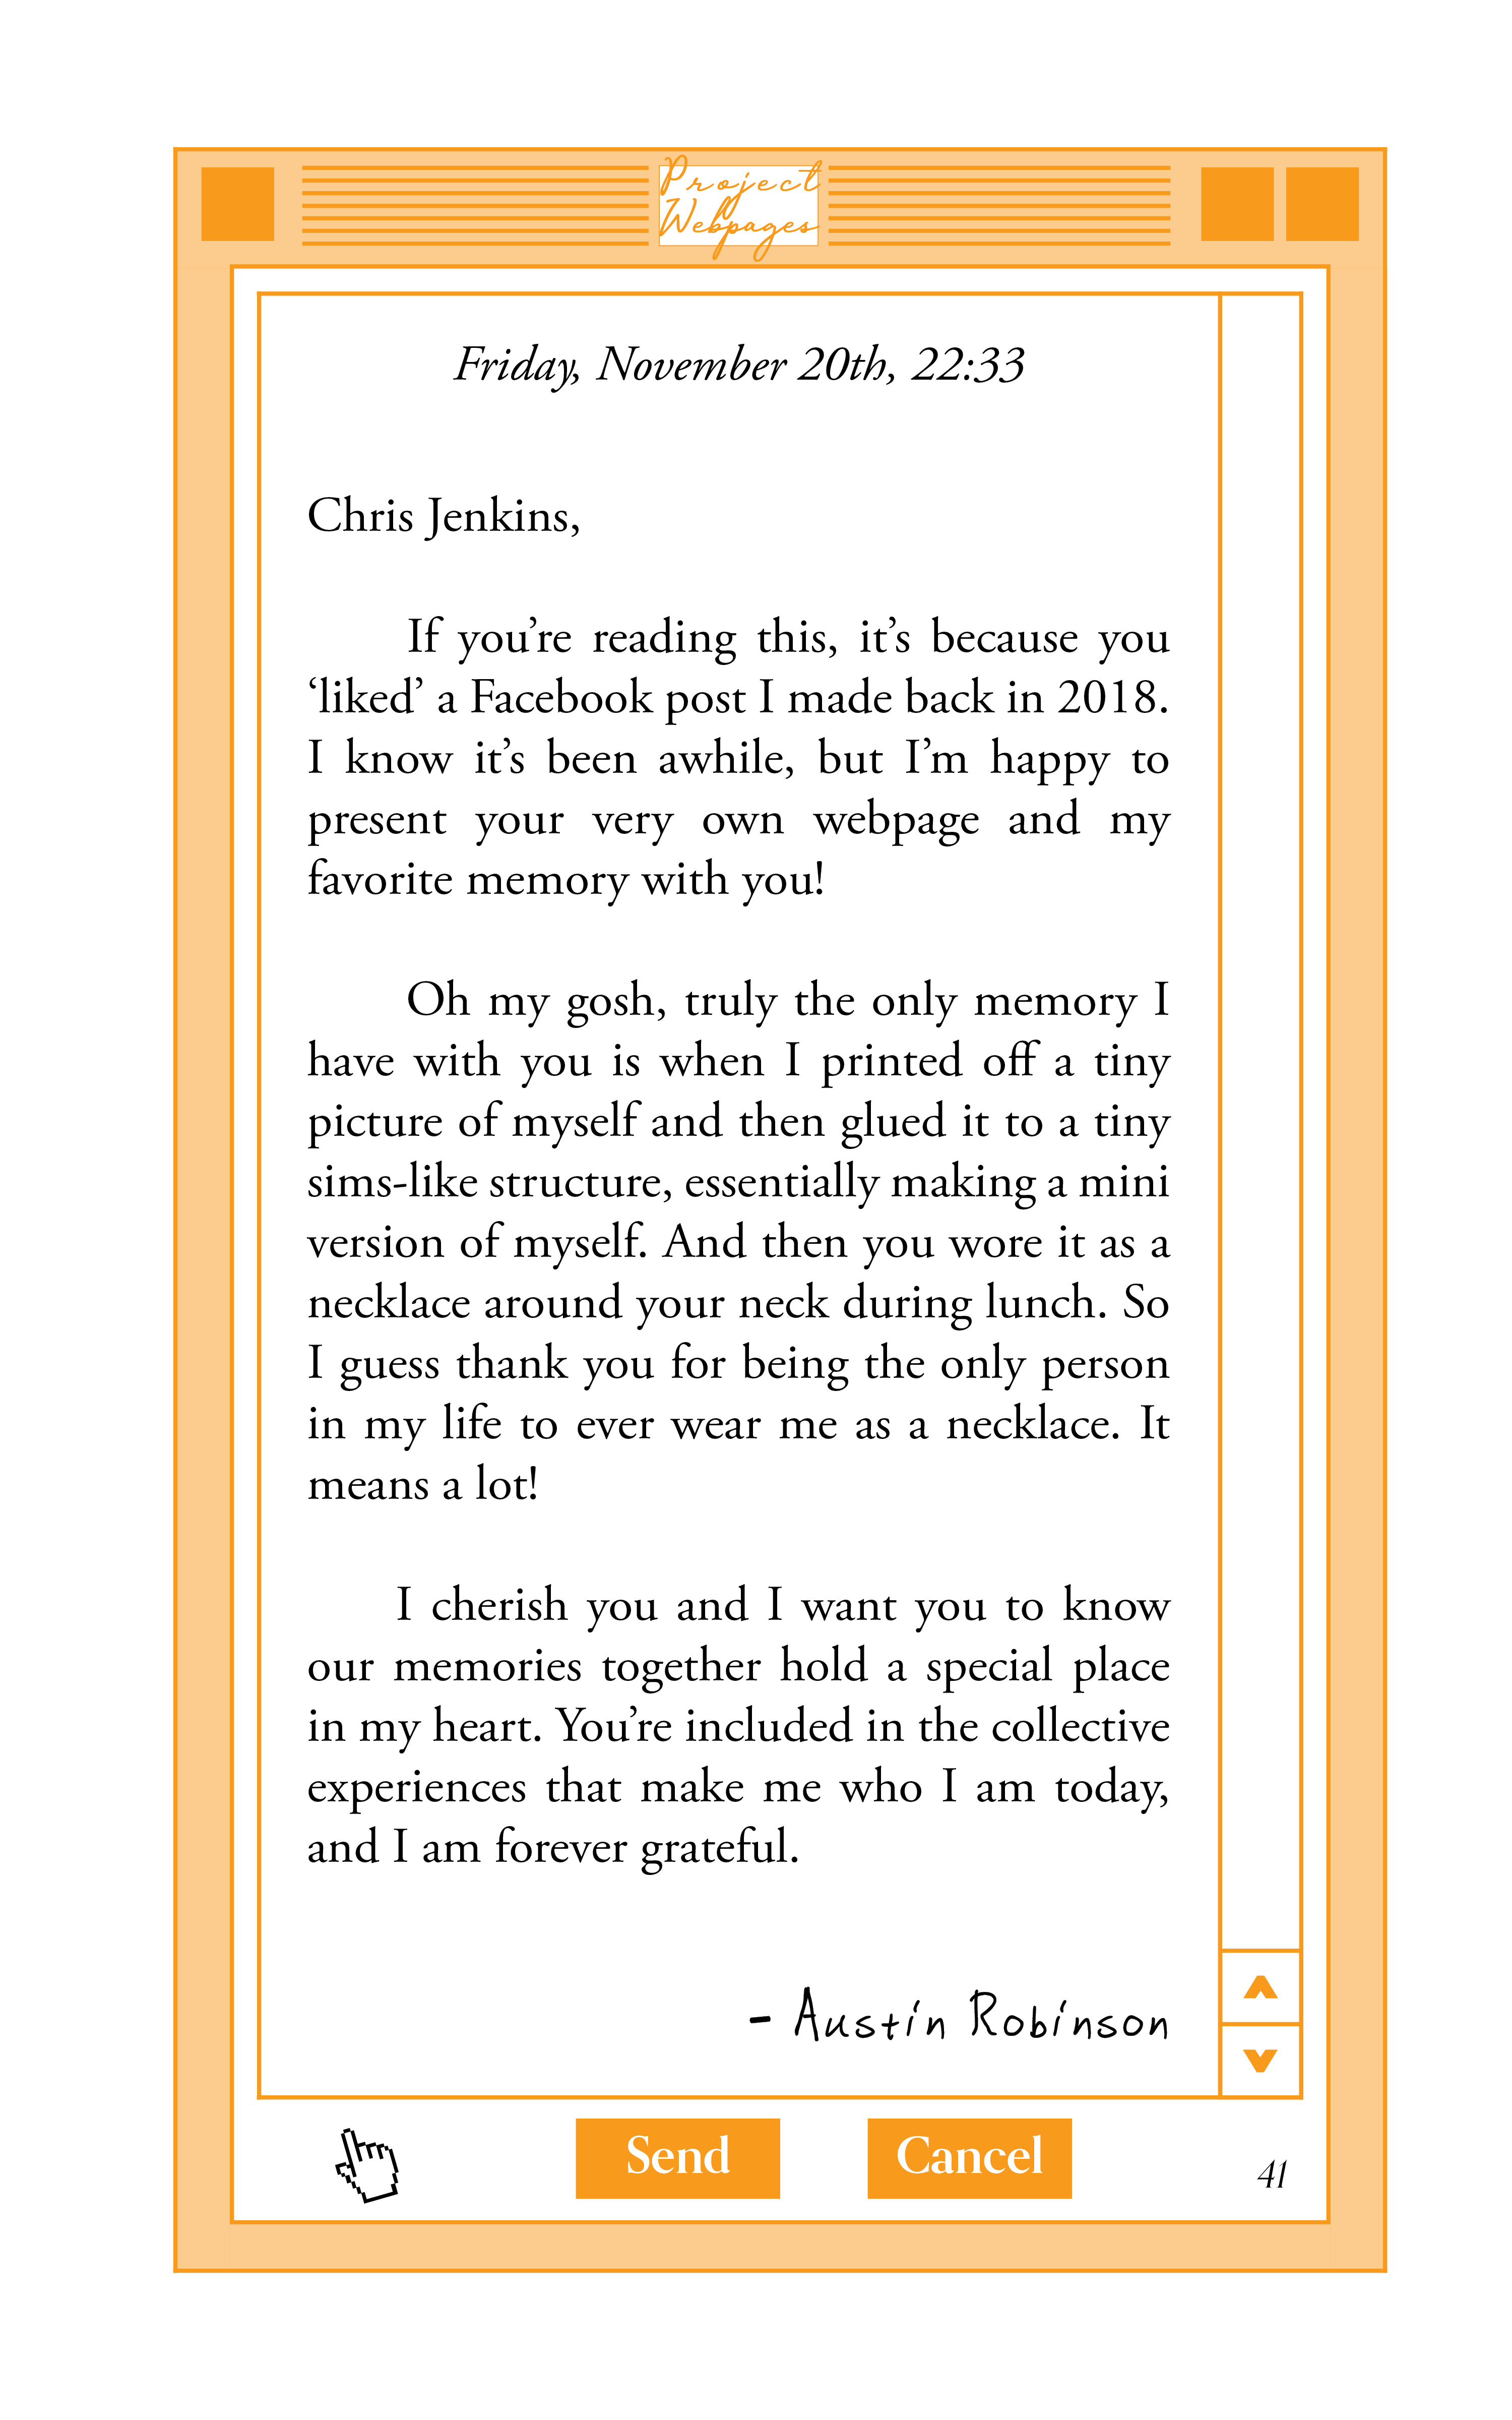 Project
Webpages
Friday, November 20th, 22:33
Chris Jenkins,
If you’re reading this, it’s because you
‘liked’ a Facebook post I made back in 2018.
I know it’s been awhile, but I’m happy to
present your very own webpage and my
favorite memory with you!
Oh my gosh, truly the only memory I
have with you is when I printed off a tiny
picture of myself and then glued it to a tiny
sims-like structure, essentially making a mini
version of myself. And then you wore it as a
necklace around your neck during lunch. So
I guess thank you for being the only person
in my life to ever wear me as a necklace. It
means a lot!
I cherish you and I want you to know
our memories together hold a special place
in my heart. You’re included in the collective
experiences that make me who I am today,
and I am forever grateful.
- Austin Robinson
Send Cancel
41